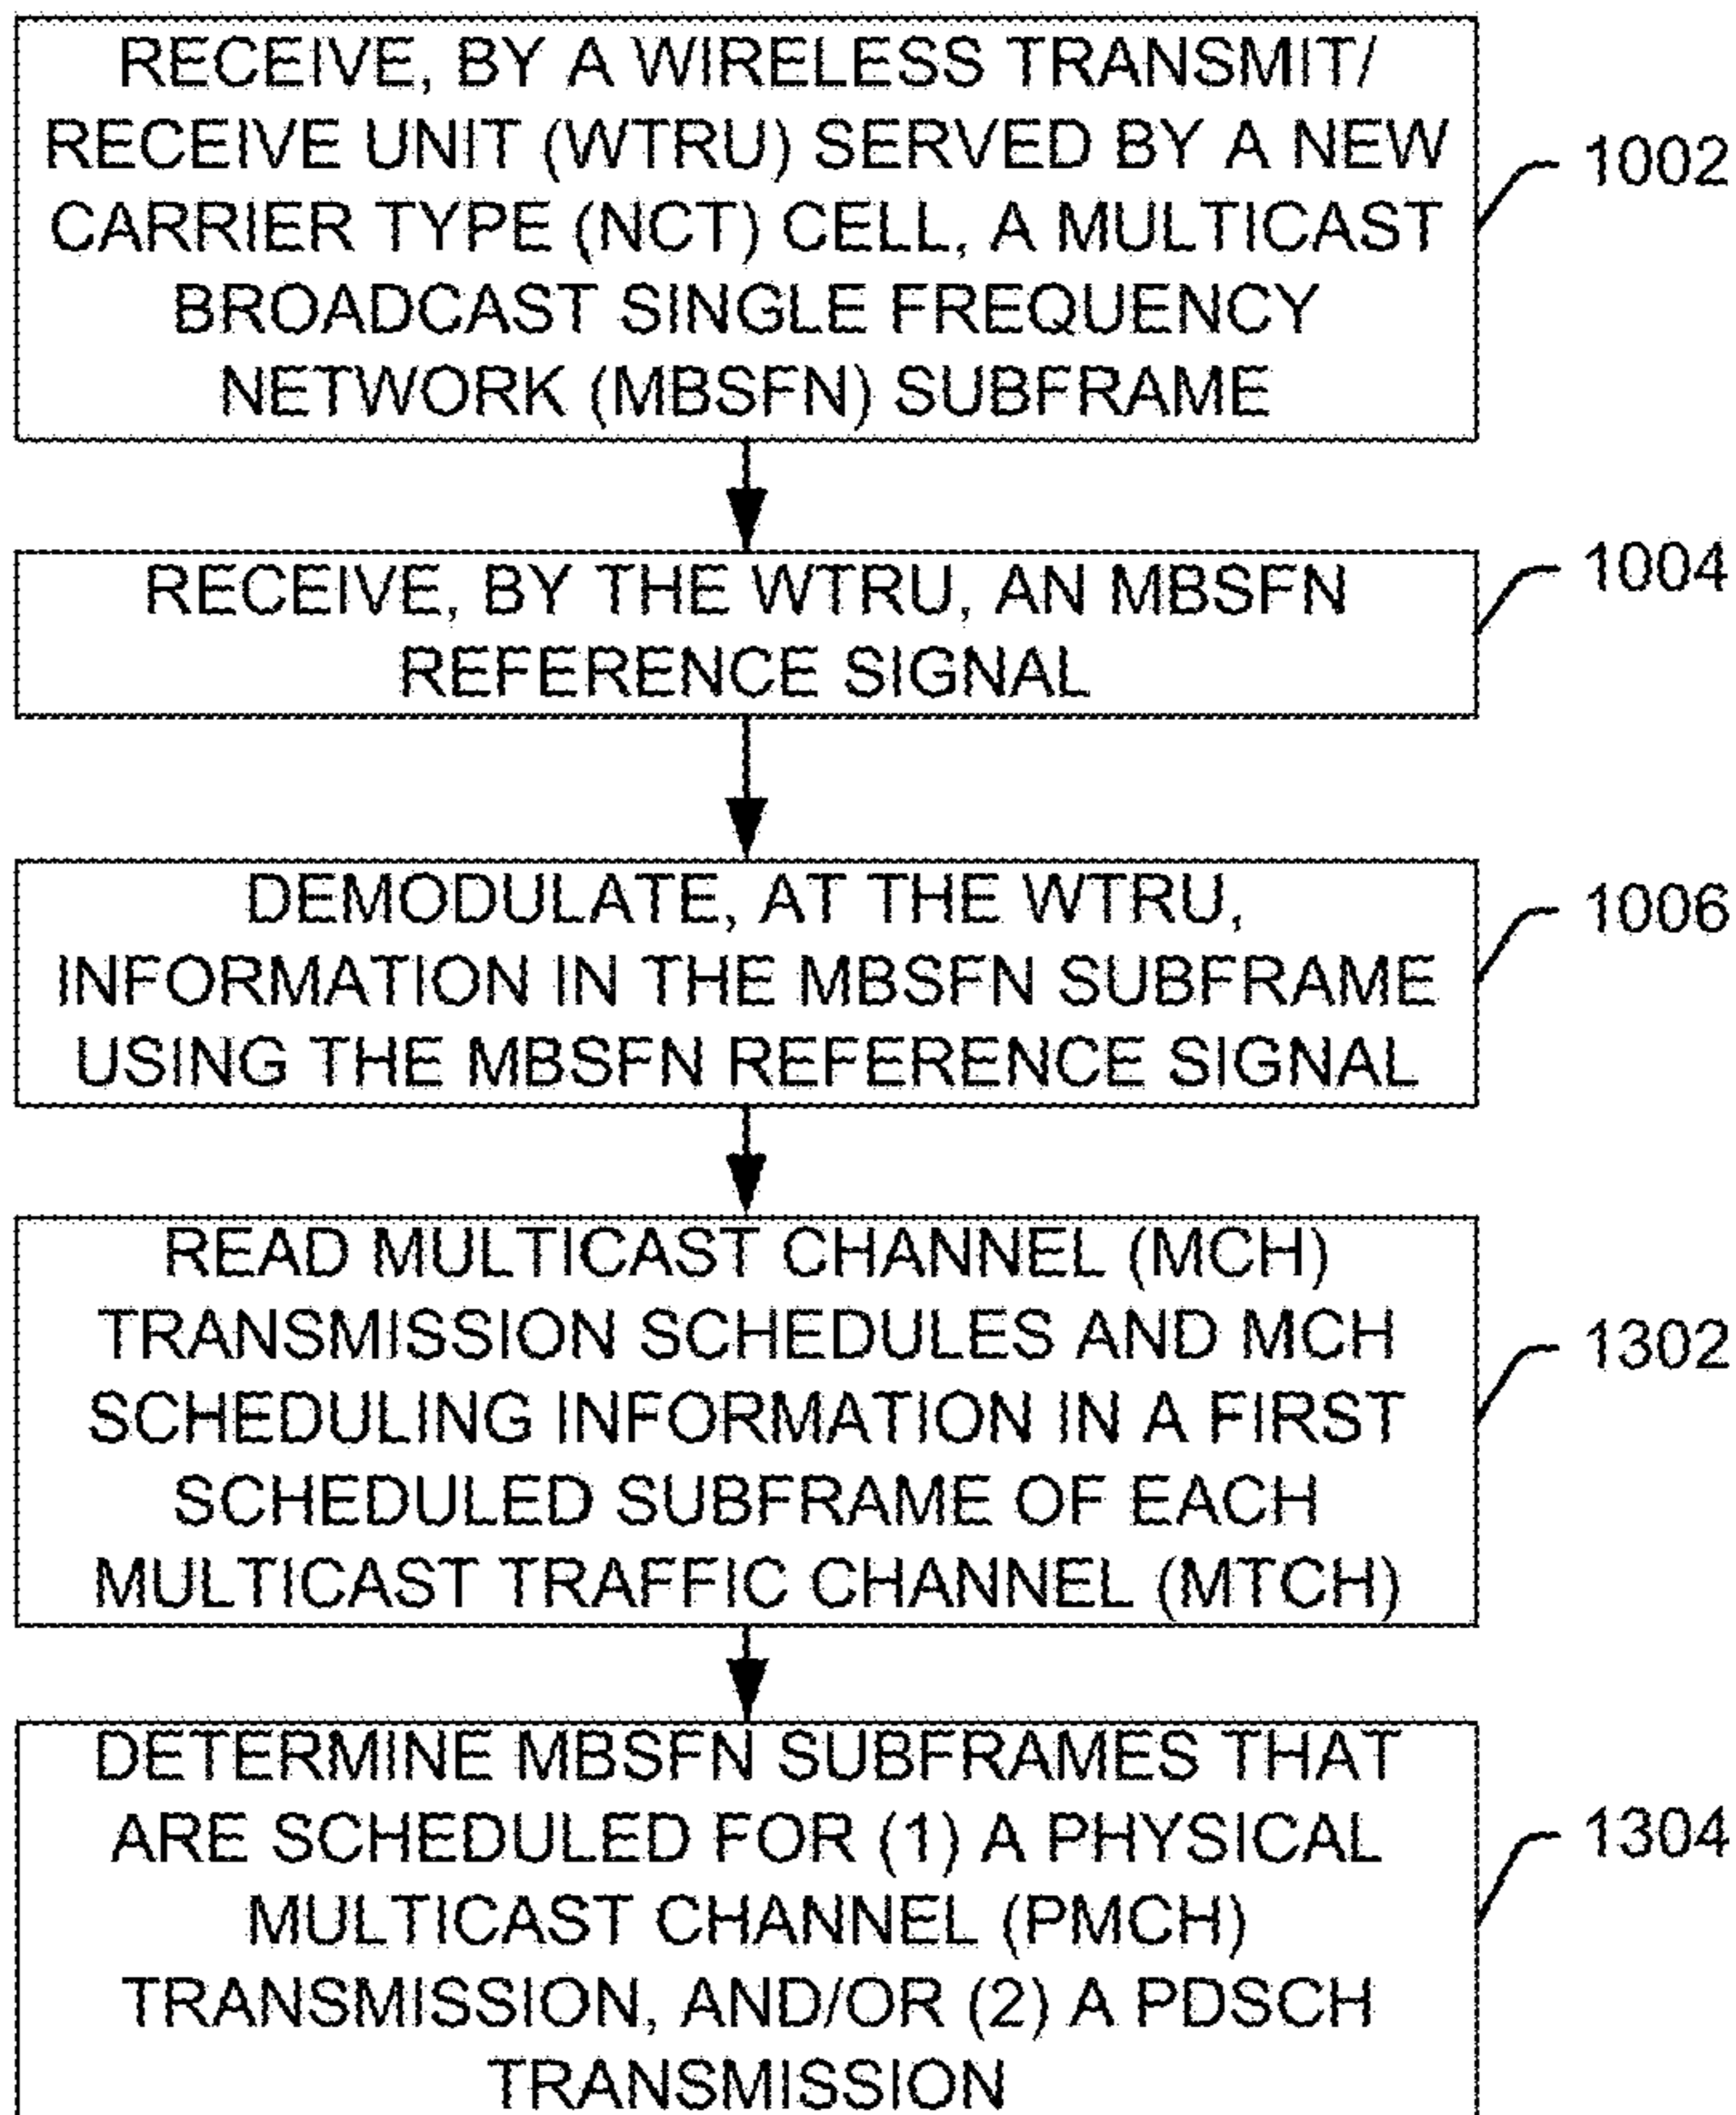 RECEIVE, BY A WIRELESS TRANSMIT/
RECEIVE UNIT (WTRU) SERVED BY A NEW
CARRIER TYPE (NCT) CELL, A MULTICAST
BROADCAST SINGLE FREQUENCY
NETWORK (MBSFN) SUBFRAME
1002
RECEIVE, BY THE WTRU, AN MBSFN
REFERENCE SIGNAL
1004
DEMODULATE, AT THE WTRU,
INFORMATION IN THE MBSFN SUBFRAME
USING THE MBSFN REFERENCE SIGNAL
1006
READ MULTICAST CHANNEL (MCH)
TRANSMISSION SCHEDULES AND MCH
SCHEDULING INFORMATION IN A FIRST
SCHEDULED SUBFRAME OF EACH
MULTICAST TRAFFIC CHANNEL (MTCH)
1302
DETERMINE MBSFN SUBFRAMES THAT
ARE SCHEDULED FOR (1) A PHYSICAL
MULTICAST CHANNEL (PMCH)
TRANSMISSION, AND/OR (2) A PDSCH
TRANSMISSION
1304